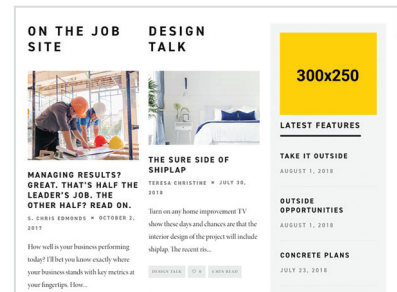 ON THE JOB
SITE
MANAGING RESULTS?
GREAT. THAT'S HALF THE
LEADER'S JOB. THE
OTHER HALF? READ ON.
S. CHRIS EDMONDS ■ OCTOBER 2,
2017
How well is your business performing
today? I'll bet you know exactly where
your business stands with key metrics at
your fingertips. How...
DESIGN
TALK
THE SURE SIDE OF
SHIPLAP
TERESA CHRISTINE ■ JULY 30,
2018
Turn on any home improvement TV
show these days and chances are that the
interior design of the project will include
shiplap. The recent ris...
DESIGN TALK ♡ 0 4 MIN READ
300x250
LATEST FEATURES
TAKE IT OUTSIDE
AUGUST 1, 2018
OUTSIDE
OPPORTUNITIES
AUGUST 1, 2018
CONCRETE PLANS
JULY 23, 2018